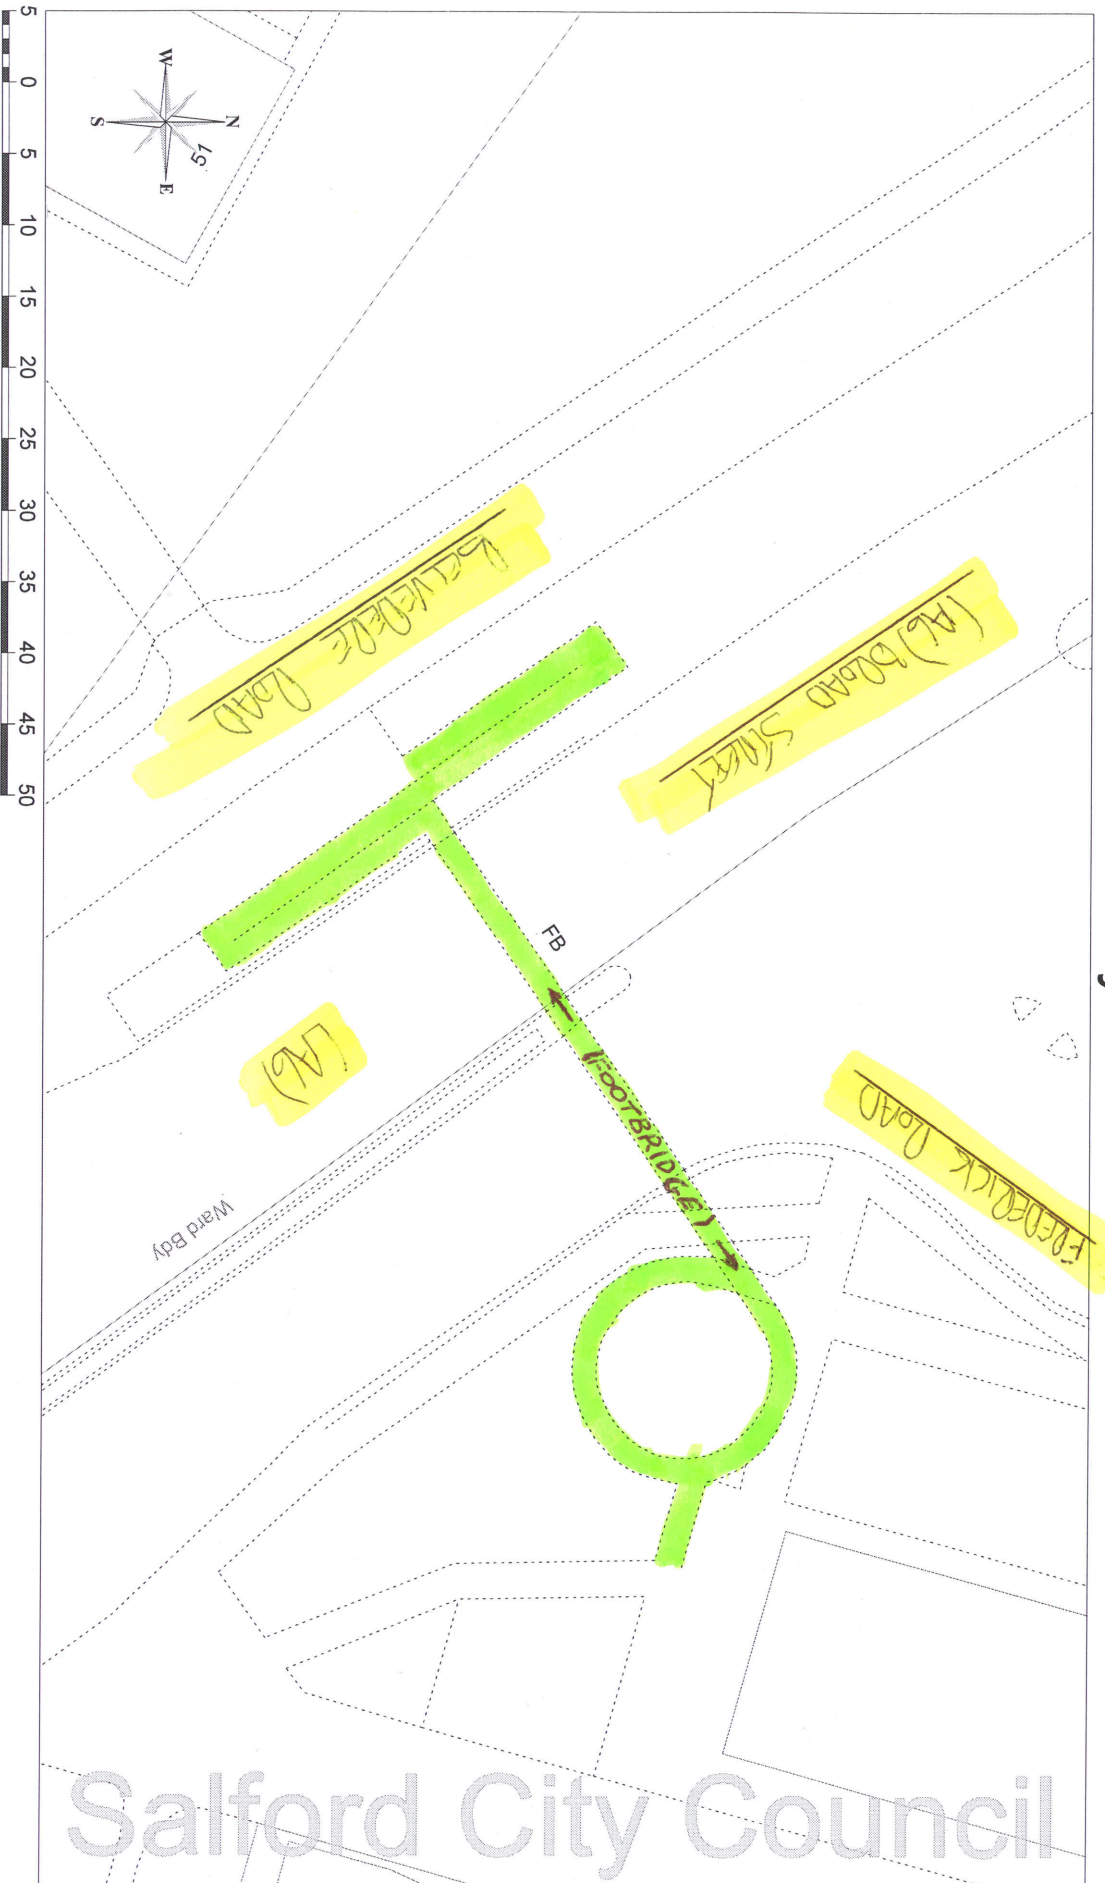 5 0 5 10 15 20 25 30 35 40 45 50
W
N
S
E
51
BELVEDERE ROAD
(A6) BROAD STREET
FB
(FOOTBRIDGE)
(A6)
FREDERICK ROAD
Ward Bdy
Salford City Council